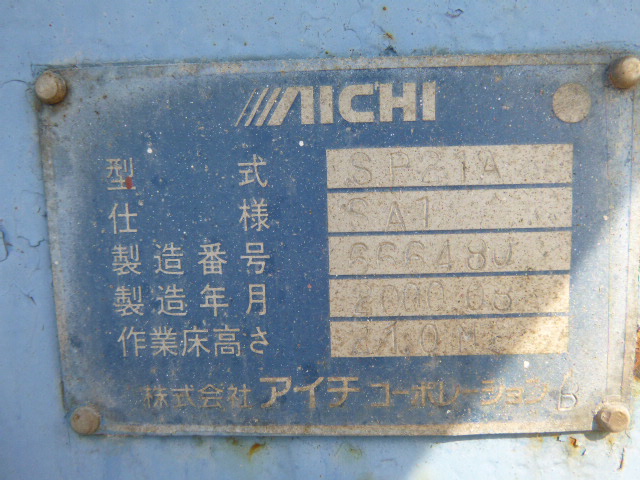 AICHI
型式 SP21A
仕様 SA1
製造番号 666480
製造年月 2000.03
作業床高さ
株式会社 アイチ コーポレーション B